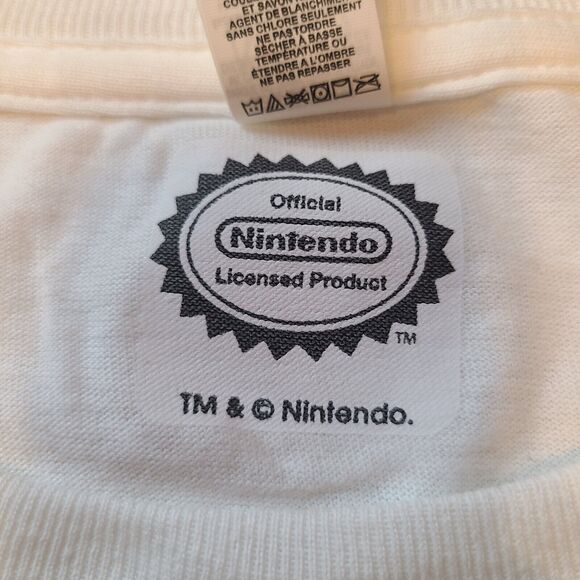 ET SAVON
AGENT DE BLANCHIMENT
SANS CHLORE SEULEMENT
NE PAS TORDRE
SÈCHER À BASSE
TEMPÉRATURE OU
ÉTENDRE A L'OMBRE
NE PAS REPASSER
Official
Nintendo
Licensed Product
TM
TM & © Nintendo.